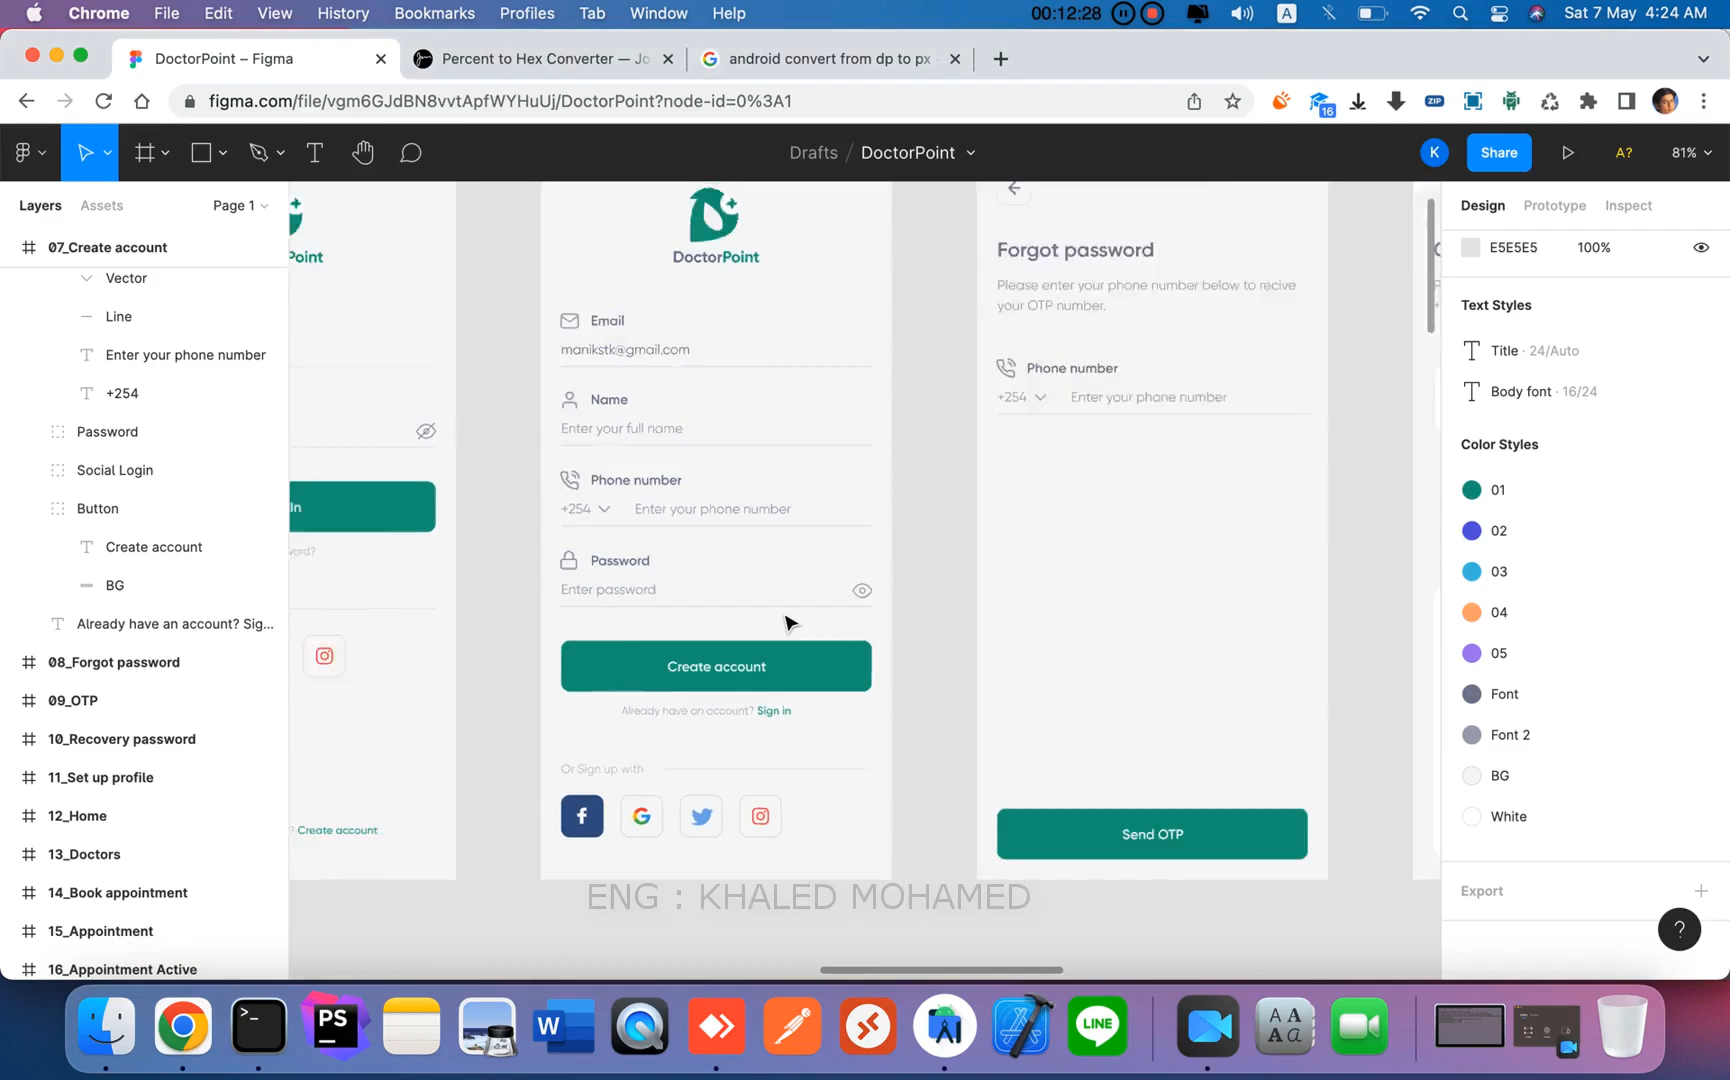 Chrome File Edit View History Bookmarks Profiles Tab Window Help 00:12:28 A Sat 7 May 4:24 AM
DoctorPoint – Figma Percent to Hex Converter — Jo android convert from dp to px -
figma.com/file/vgm6GJdBN8vvtApfWYHuUj/DoctorPoint?node-id=0%3A1 16 ZIP
Drafts / DoctorPoint K Share A? 81%
Layers Assets Page 1
07_Create account
Vector
Line
Enter your phone number
+254
Password
Social Login
Button
Create account
BG
Already have an account? Sig...
08_Forgot password
09_OTP
10_Recovery password
11_Set up profile
12_Home
13_Doctors
14_Book appointment
15_Appointment
16_Appointment Active
Point
In
word?
? Create account
DoctorPoint
Email
manikstk@gmail.com
Name
Enter your full name
Phone number
+254 Enter your phone number
Password
Enter password
Create account
Already have an account? Sign in
Or Sign up with
f G
Forgot password
Please enter your phone number below to recive
your OTP number.
Phone number
+254 Enter your phone number
Send OTP
ENG : KHALED MOHAMED
Design Prototype Inspect
E5E5E5 100%
Text Styles
Title · 24/Auto
Body font · 16/24
Color Styles
01
02
03
04
05
Font
Font 2
BG
White
Export
?
>_ PS W LINE A A
A a